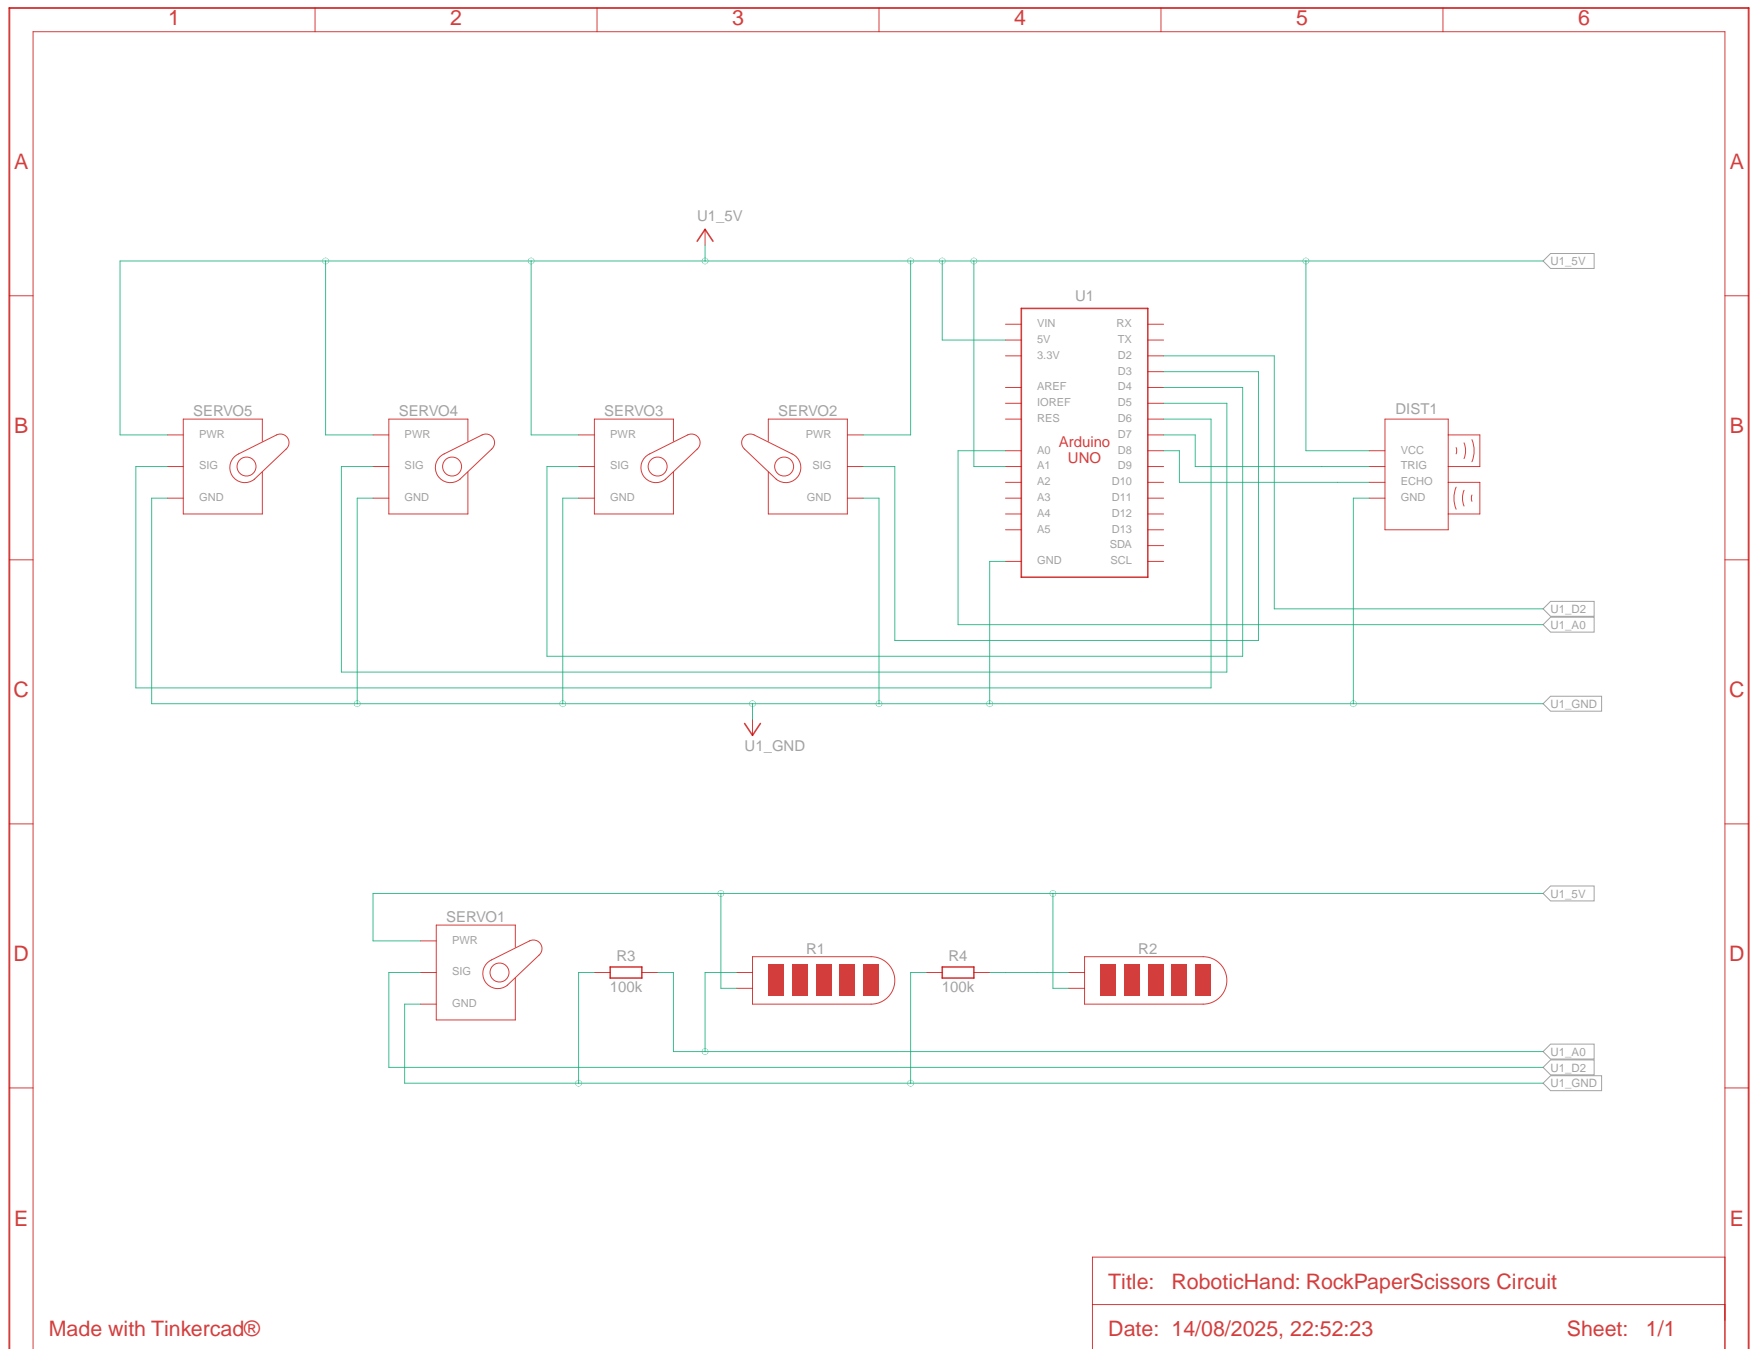 1 2 3 4 5 6
A A
U1_5V
U1_5V
U1
VIN RX
5V TX
3.3V D2
D3
AREF D4
IOREF D5
RES D6
D7
A0 D8
A1 D9
A2 D10
A3 D11
A4 D12
A5 D13
SDA
GND SCL
Arduino
UNO
B B
SERVO5
PWR
SIG
GND
SERVO4
PWR
SIG
GND
SERVO3
PWR
SIG
GND
SERVO2
PWR
SIG
GND
DIST1
VCC
TRIG
ECHO
GND
U1_D2
U1_A0
C C
U1_GND
U1_GND
U1_5V
D D
SERVO1
PWR
SIG
GND
R3
100k
R1
R4
100k
R2
U1_A0
U1_D2
U1_GND
E E
Title: RoboticHand: RockPaperScissors Circuit
Made with Tinkercad®
Date: 14/08/2025, 22:52:23 Sheet: 1/1